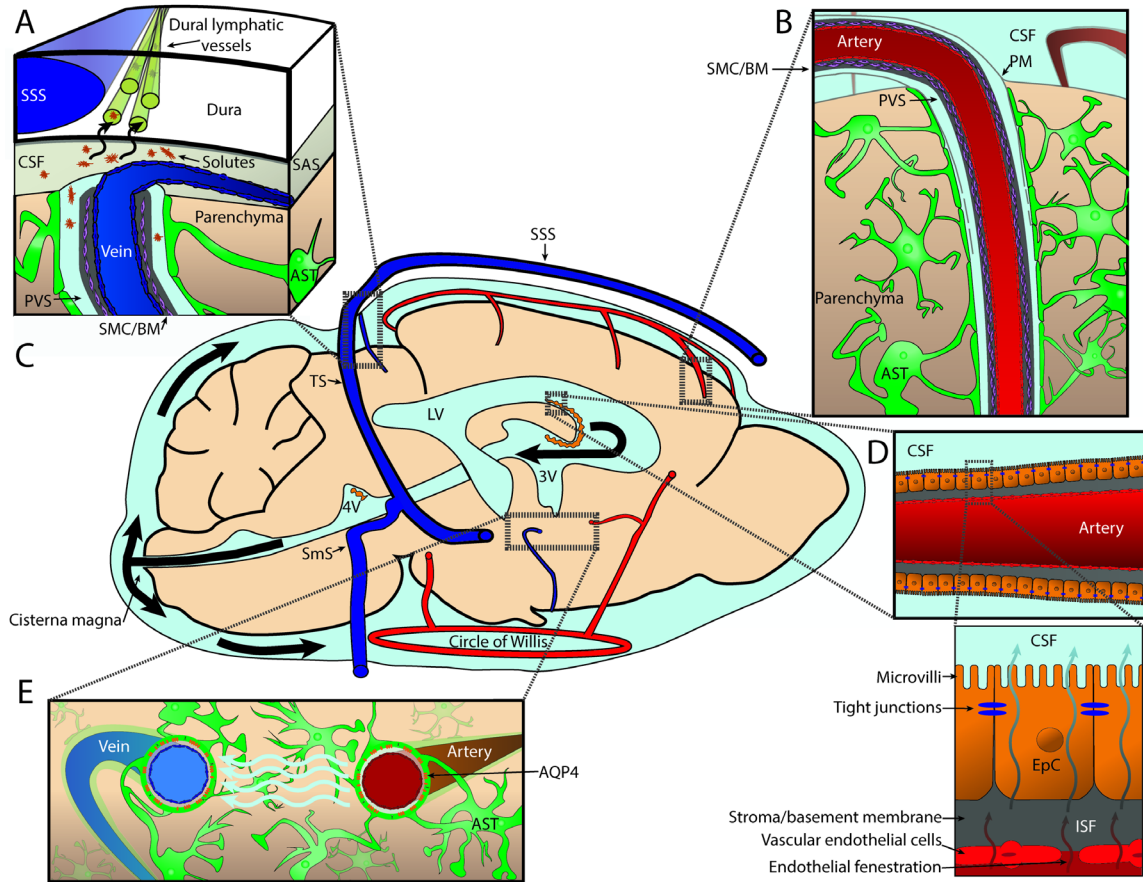 A
Dural lymphatic
vessels
SSS
Dura
CSF
Solutes
SAS
Parenchyma
Vein
AST
PVS
SMC/BM
B
Artery
CSF
PM
SMC/BM
PVS
Parenchyma
AST
C
SSS
TS
LV
3V
4V
SmS
Cisterna magna
Circle of Willis
D
CSF
Artery
CSF
Microvilli
Tight junctions
EpC
Stroma/basement membrane
ISF
Vascular endothelial cells
Endothelial fenestration
E
Vein
Artery
AQP4
AST